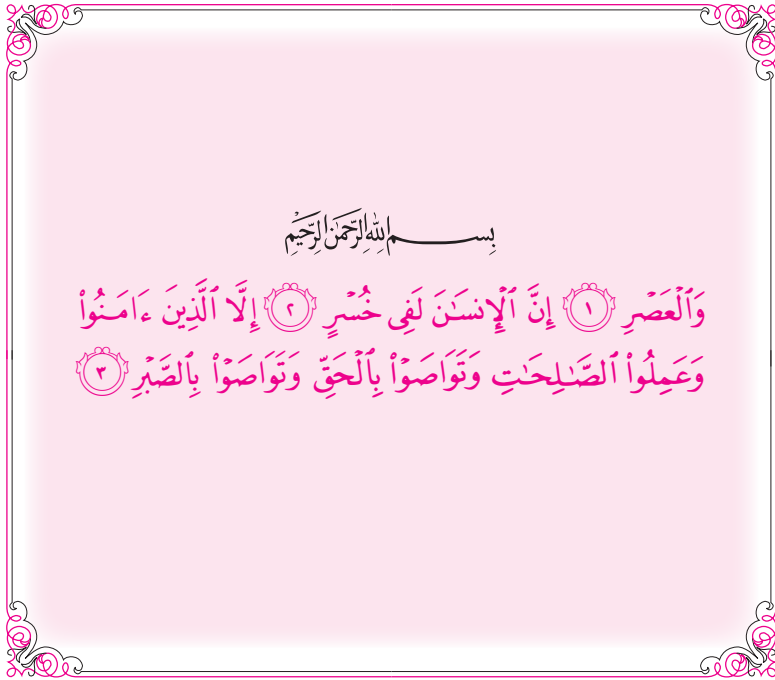 بِسْمِ ٱللَّهِ ٱلرَّحْمَٰنِ ٱلرَّحِيمِ
وَٱلْعَصْرِ ١ إِنَّ ٱلْإِنسَٰنَ لَفِى خُسْرٍ ٢ إِلَّا ٱلَّذِينَ ءَامَنُوا۟
وَعَمِلُوا۟ ٱلصَّٰلِحَٰتِ وَتَوَاصَوْا۟ بِٱلْحَقِّ وَتَوَاصَوْا۟ بِٱلصَّبْرِ ٣